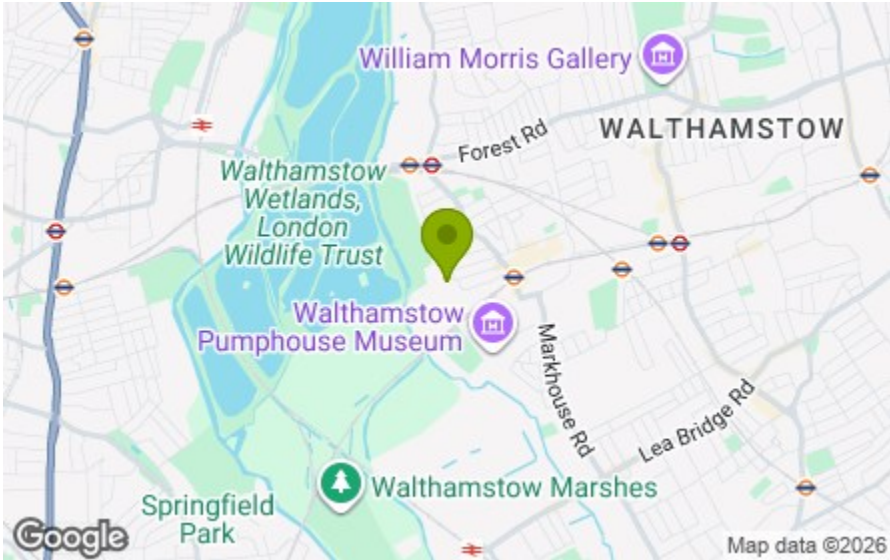 William Morris Gallery
WALTHAMSTOW
Forest Rd
Walthamstow
Wetlands,
London
Wildlife Trust
Walthamstow
Pumphouse Museum
Markhouse Rd
Lea Bridge Rd
Walthamstow Marshes
Springfield
Park
Google
Map data ©2026